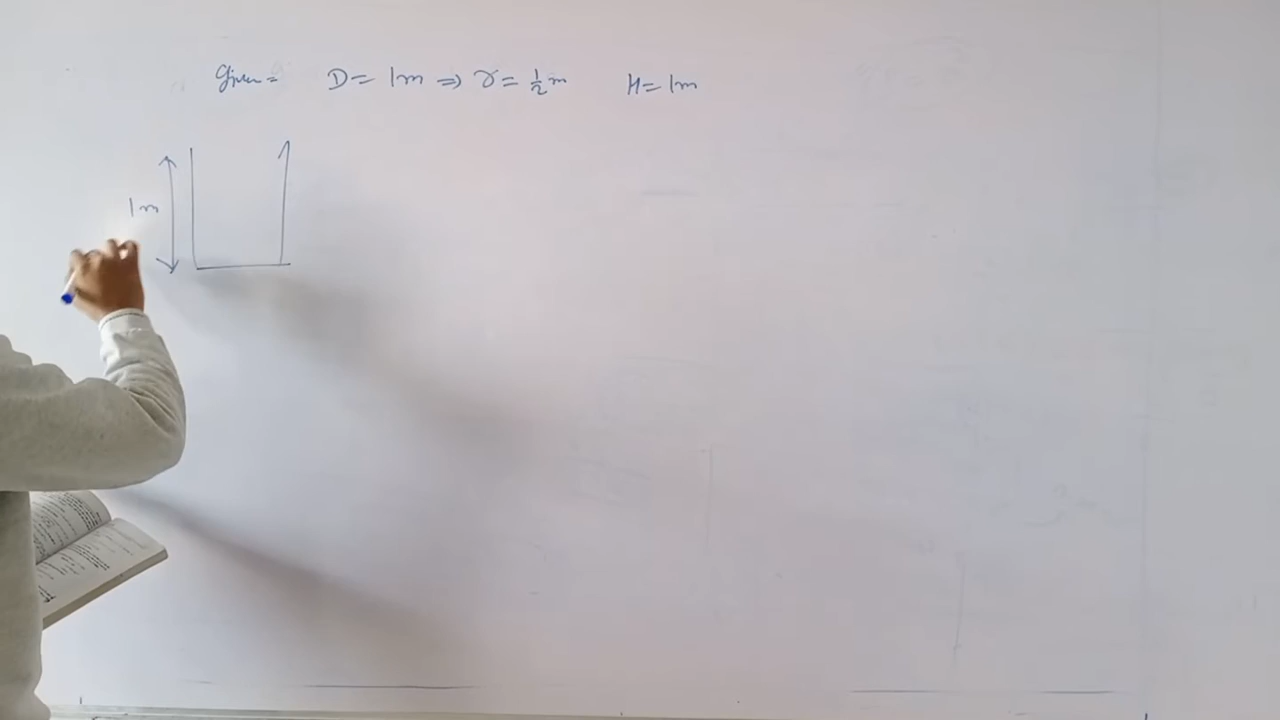 Given = D = 1m ⇒ r = 1/2 m H = 1m
1m